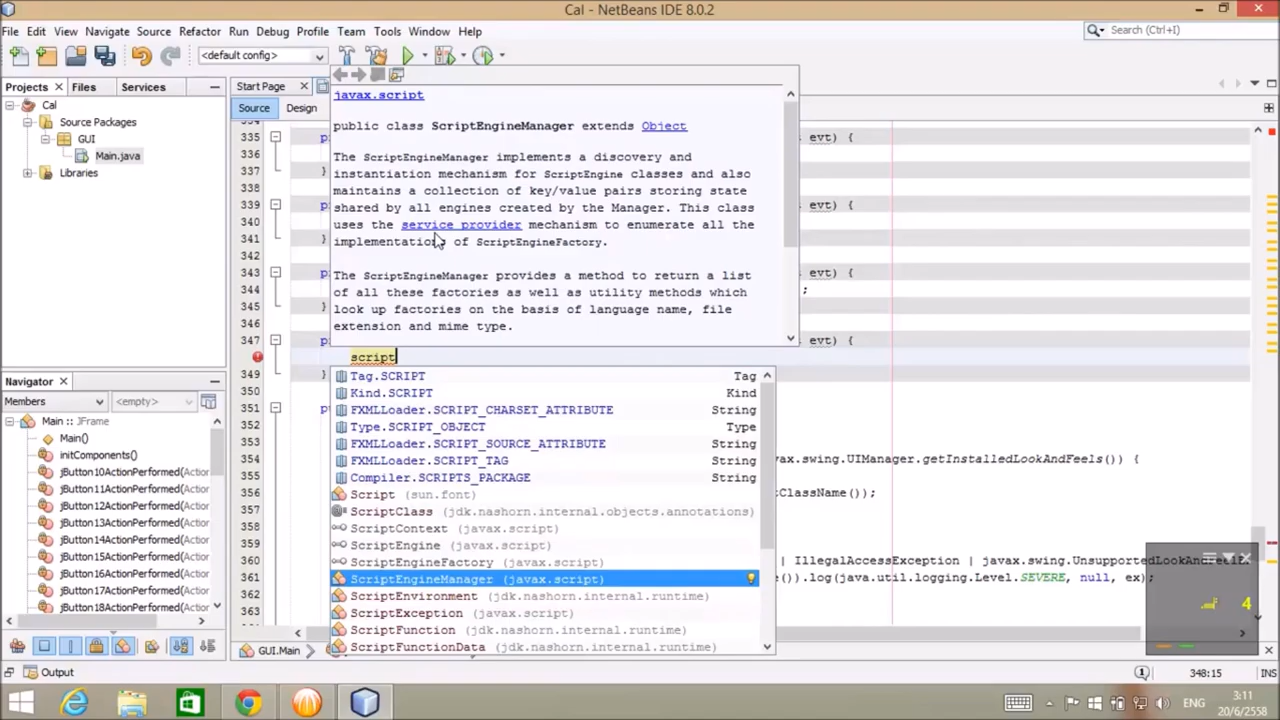 Cal - NetBeans IDE 8.0.2
File Edit View Navigate Source Refactor Run Debug Profile Team Tools Window Help
Search (Ctrl+I)
<default config>
Projects Files Services
Start Page
Source Design
Cal
Source Packages
GUI
Main.java
Libraries
javax.script
public class ScriptEngineManager extends Object
The ScriptEngineManager implements a discovery and
instantiation mechanism for ScriptEngine classes and also
maintains a collection of key/value pairs storing state
shared by all engines created by the Manager. This class
uses the service provider mechanism to enumerate all the
implementations of ScriptEngineFactory.
The ScriptEngineManager provides a method to return a list
of all these factories as well as utility methods which
look up factories on the basis of language name, file
extension and mime type.
335 p evt) {
336
337 }
338
339 p evt) {
340
341 }
342
343 p evt) {
344 ;
345 }
346
347 p evt) {
script
349 }
350
351 p
352
353
354 vax.swing.UIManager.getInstalledLookAndFeels()) {
355
356 tClassName());
357
358
359
360 | IllegalAccessException | javax.swing.UnsupportedLookAndFeelEx
361 ().log(java.util.logging.Level.SEVERE, null, ex);
362
363
Tag.SCRIPT Tag
Kind.SCRIPT Kind
FXMLLoader.SCRIPT_CHARSET_ATTRIBUTE String
Type.SCRIPT_OBJECT Type
FXMLLoader.SCRIPT_SOURCE_ATTRIBUTE String
FXMLLoader.SCRIPT_TAG String
Compiler.SCRIPTS_PACKAGE String
Script (sun.font)
ScriptClass (jdk.nashorn.internal.objects.annotations)
ScriptContext (javax.script)
ScriptEngine (javax.script)
ScriptEngineFactory (javax.script)
ScriptEngineManager (javax.script)
ScriptEnvironment (jdk.nashorn.internal.runtime)
ScriptException (javax.script)
ScriptFunction (jdk.nashorn.internal.runtime)
ScriptFunctionData (jdk.nashorn.internal.runtime)
Navigator
Members <empty>
Main :: JFrame
Main()
initComponents()
jButton10ActionPerformed(Action
jButton11ActionPerformed(Action
jButton12ActionPerformed(Action
jButton13ActionPerformed(Action
jButton14ActionPerformed(Action
jButton15ActionPerformed(Action
jButton16ActionPerformed(Action
jButton17ActionPerformed(Action
jButton18ActionPerformed(Action
4
GUI.Main
Output
1
348:15 INS
ENG
3:11
20/6/2558